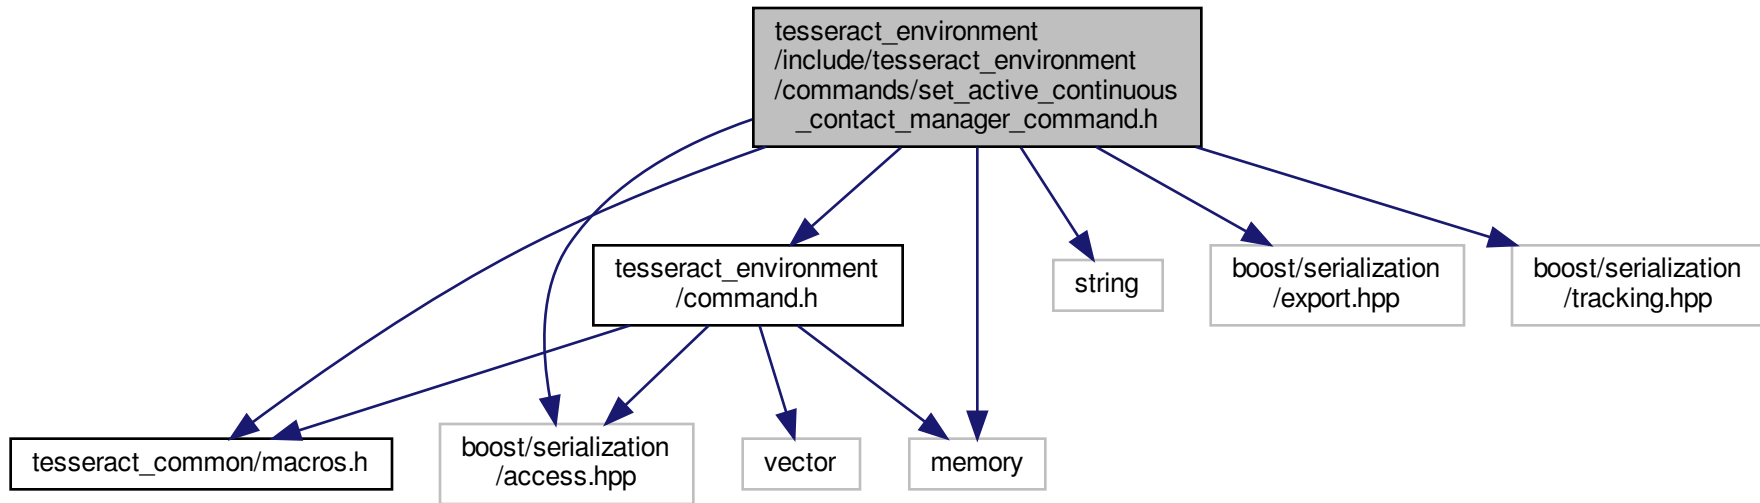 tesseract_environment
/include/tesseract_environment
/commands/set_active_continuous
_contact_manager_command.h
tesseract_environment
/command.h
string
boost/serialization
/export.hpp
boost/serialization
/tracking.hpp
tesseract_common/macros.h
boost/serialization
/access.hpp
vector
memory